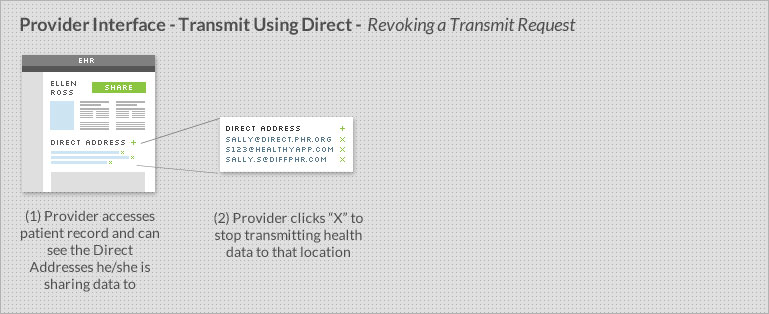 Provider Interface - Transmit Using Direct - Revoking a Transmit Request
EHR
ELLEN
ROSS
SHARE
DIRECT ADDRESS +
x
x
x
DIRECT ADDRESS +
SALLY@DIRECT.PHR.ORG x
S123@HEALTHYAPP.COM x
SALLY.S@DIFFPHR.COM x
(1) Provider accesses
patient record and can
see the Direct
Addresses he/she is
sharing data to
(2) Provider clicks “X” to
stop transmitting health
data to that location